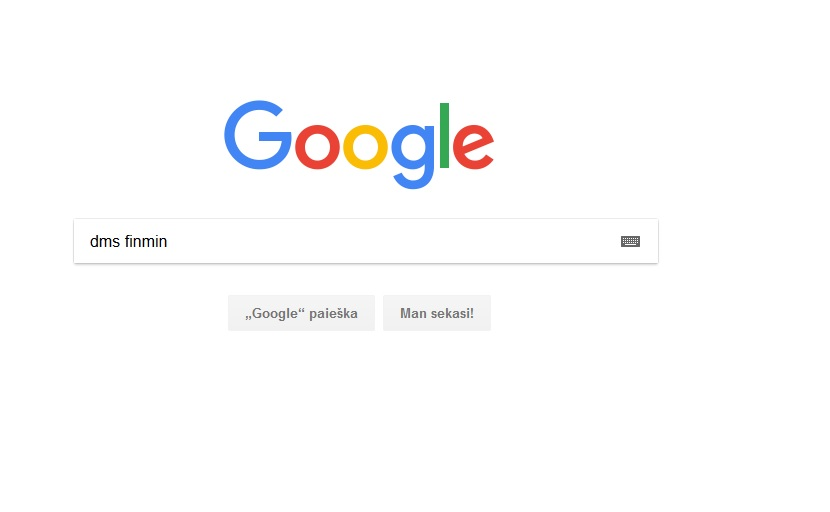 Google
dms finmin
„Google“ paieška
Man sekasi!